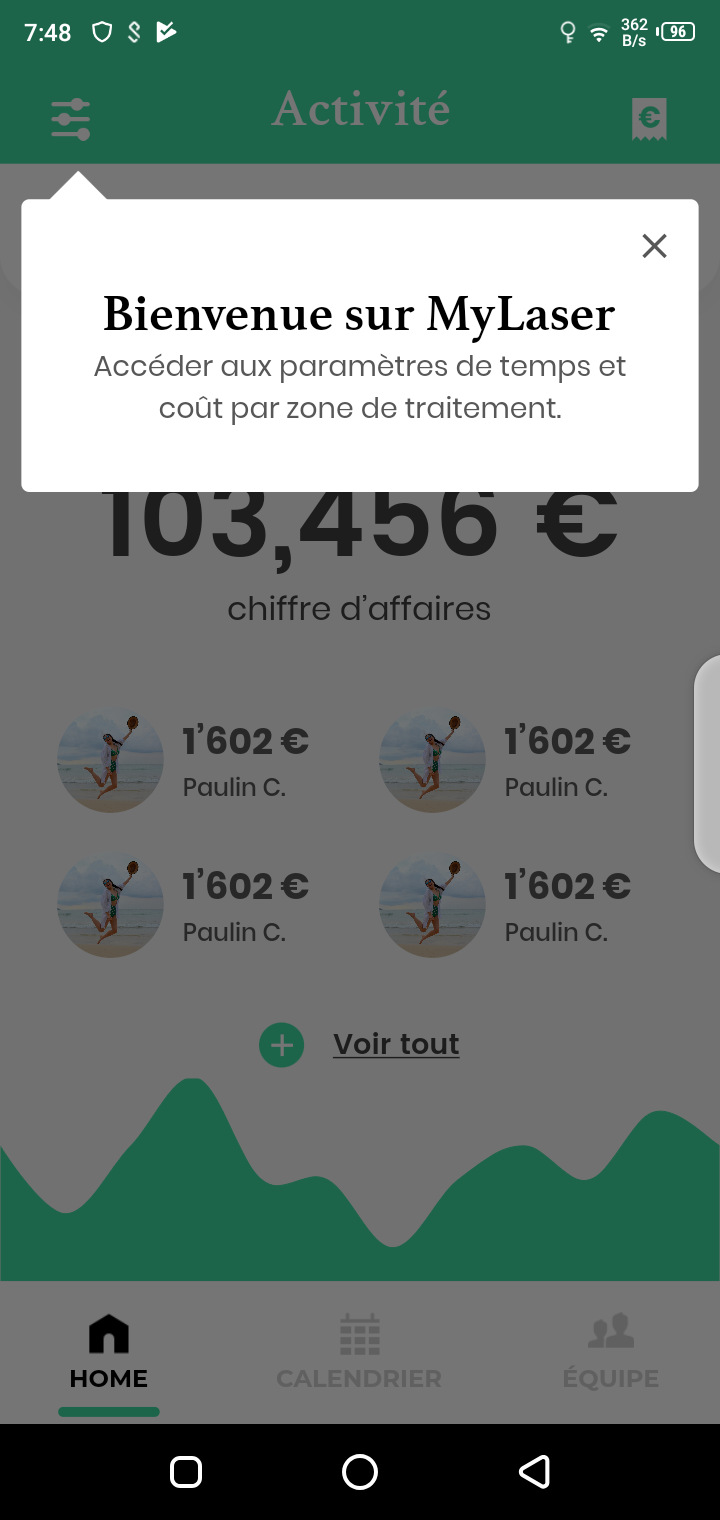 7:48
362
B/s
96
Activité
€
Bienvenue sur MyLaser
Accéder aux paramètres de temps et
coût par zone de traitement.
103,456 €
chiffre d’affaires
1’602 €
Paulin C.
1’602 €
Paulin C.
1’602 €
Paulin C.
1’602 €
Paulin C.
Voir tout
HOME
CALENDRIER
ÉQUIPE